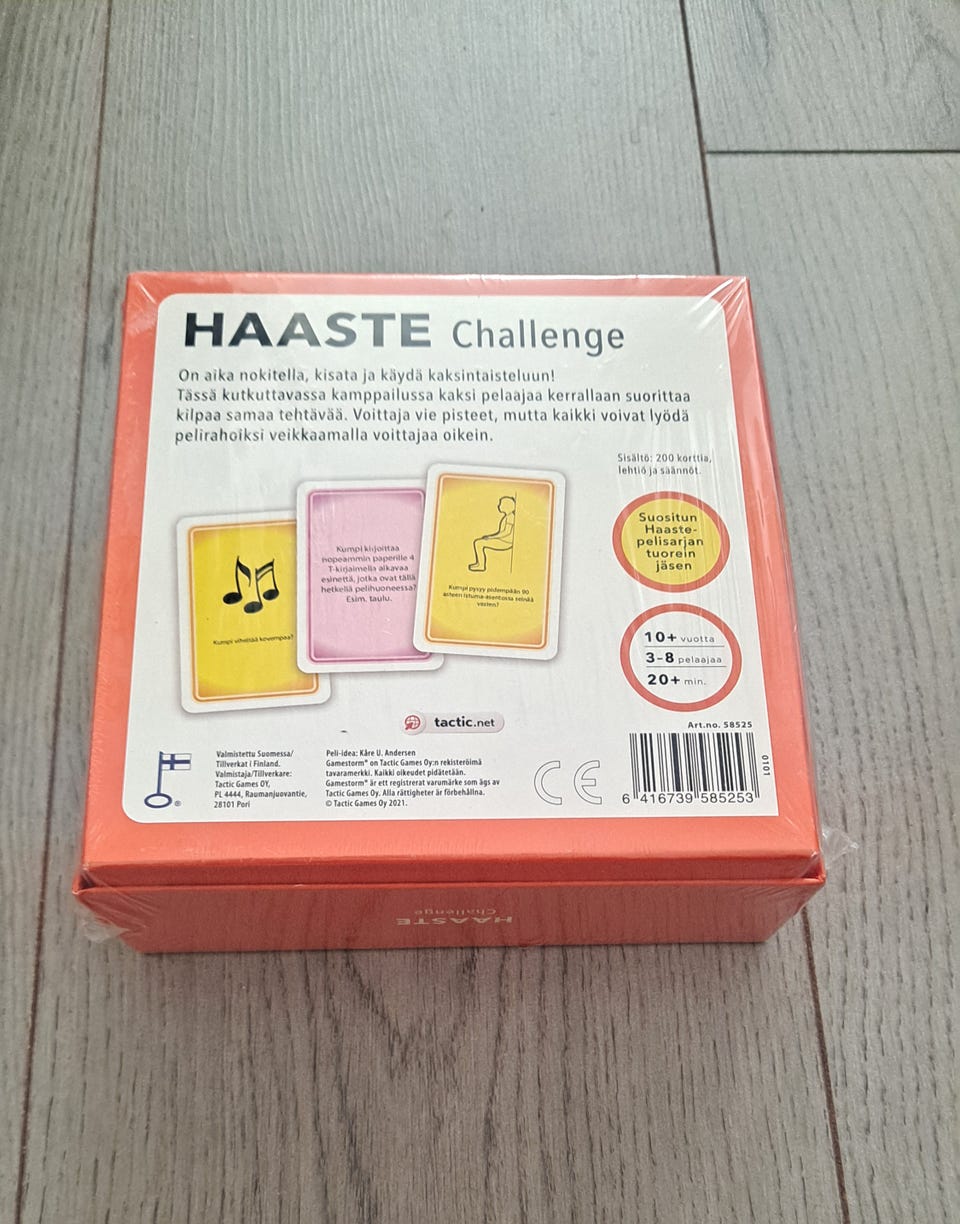 HAASTE Challenge
On aika nokitella, kisata ja käydä kaksintaisteluun!
Tässä kutkuttavassa kamppailussa kaksi pelaajaa kerrallaan suorittaa
kilpaa samaa tehtävää. Voittaja vie pisteet, mutta kaikki voivat lyödä
pelirahoiksi veikkaamalla voittajaa oikein.
Sisältö: 200 korttia,
lehtiö ja säännöt.
Kumpi viheltää kovempaa?
Kumpi kirjoittaa
nopeammin paperille 4
T-kirjaimella alkavaa
esinettä, jotka ovat tällä
hetkellä pelihuoneessa?
Esim. taulu.
Kumpi pysyy pidempään 90
asteen istuma-asennossa seinää
vasten?
Suositun
Haaste-
pelisarjan
tuorein
jäsen
10+ vuotta
3-8 pelaajaa
20+ min.
tactic.net
Art.no. 58525
Valmistettu Suomessa/
Tillverkat i Finland.
Valmistaja/Tillverkare:
Tactic Games OY,
PL 4444, Raumanjuovantie,
28101 Pori
Peli-idea: Kåre U. Andersen
Gamestorm® on Tactic Games Oy:n rekisteröimä
tavaramerkki. Kaikki oikeudet pidätetään.
Gamestorm® är ett registrerat varumärke som ägs av
Tactic Games Oy. Alla rättigheter är förbehållna.
© Tactic Games Oy 2021.
®
CE
0101
6 416739 585253
HAASTE
Challenge